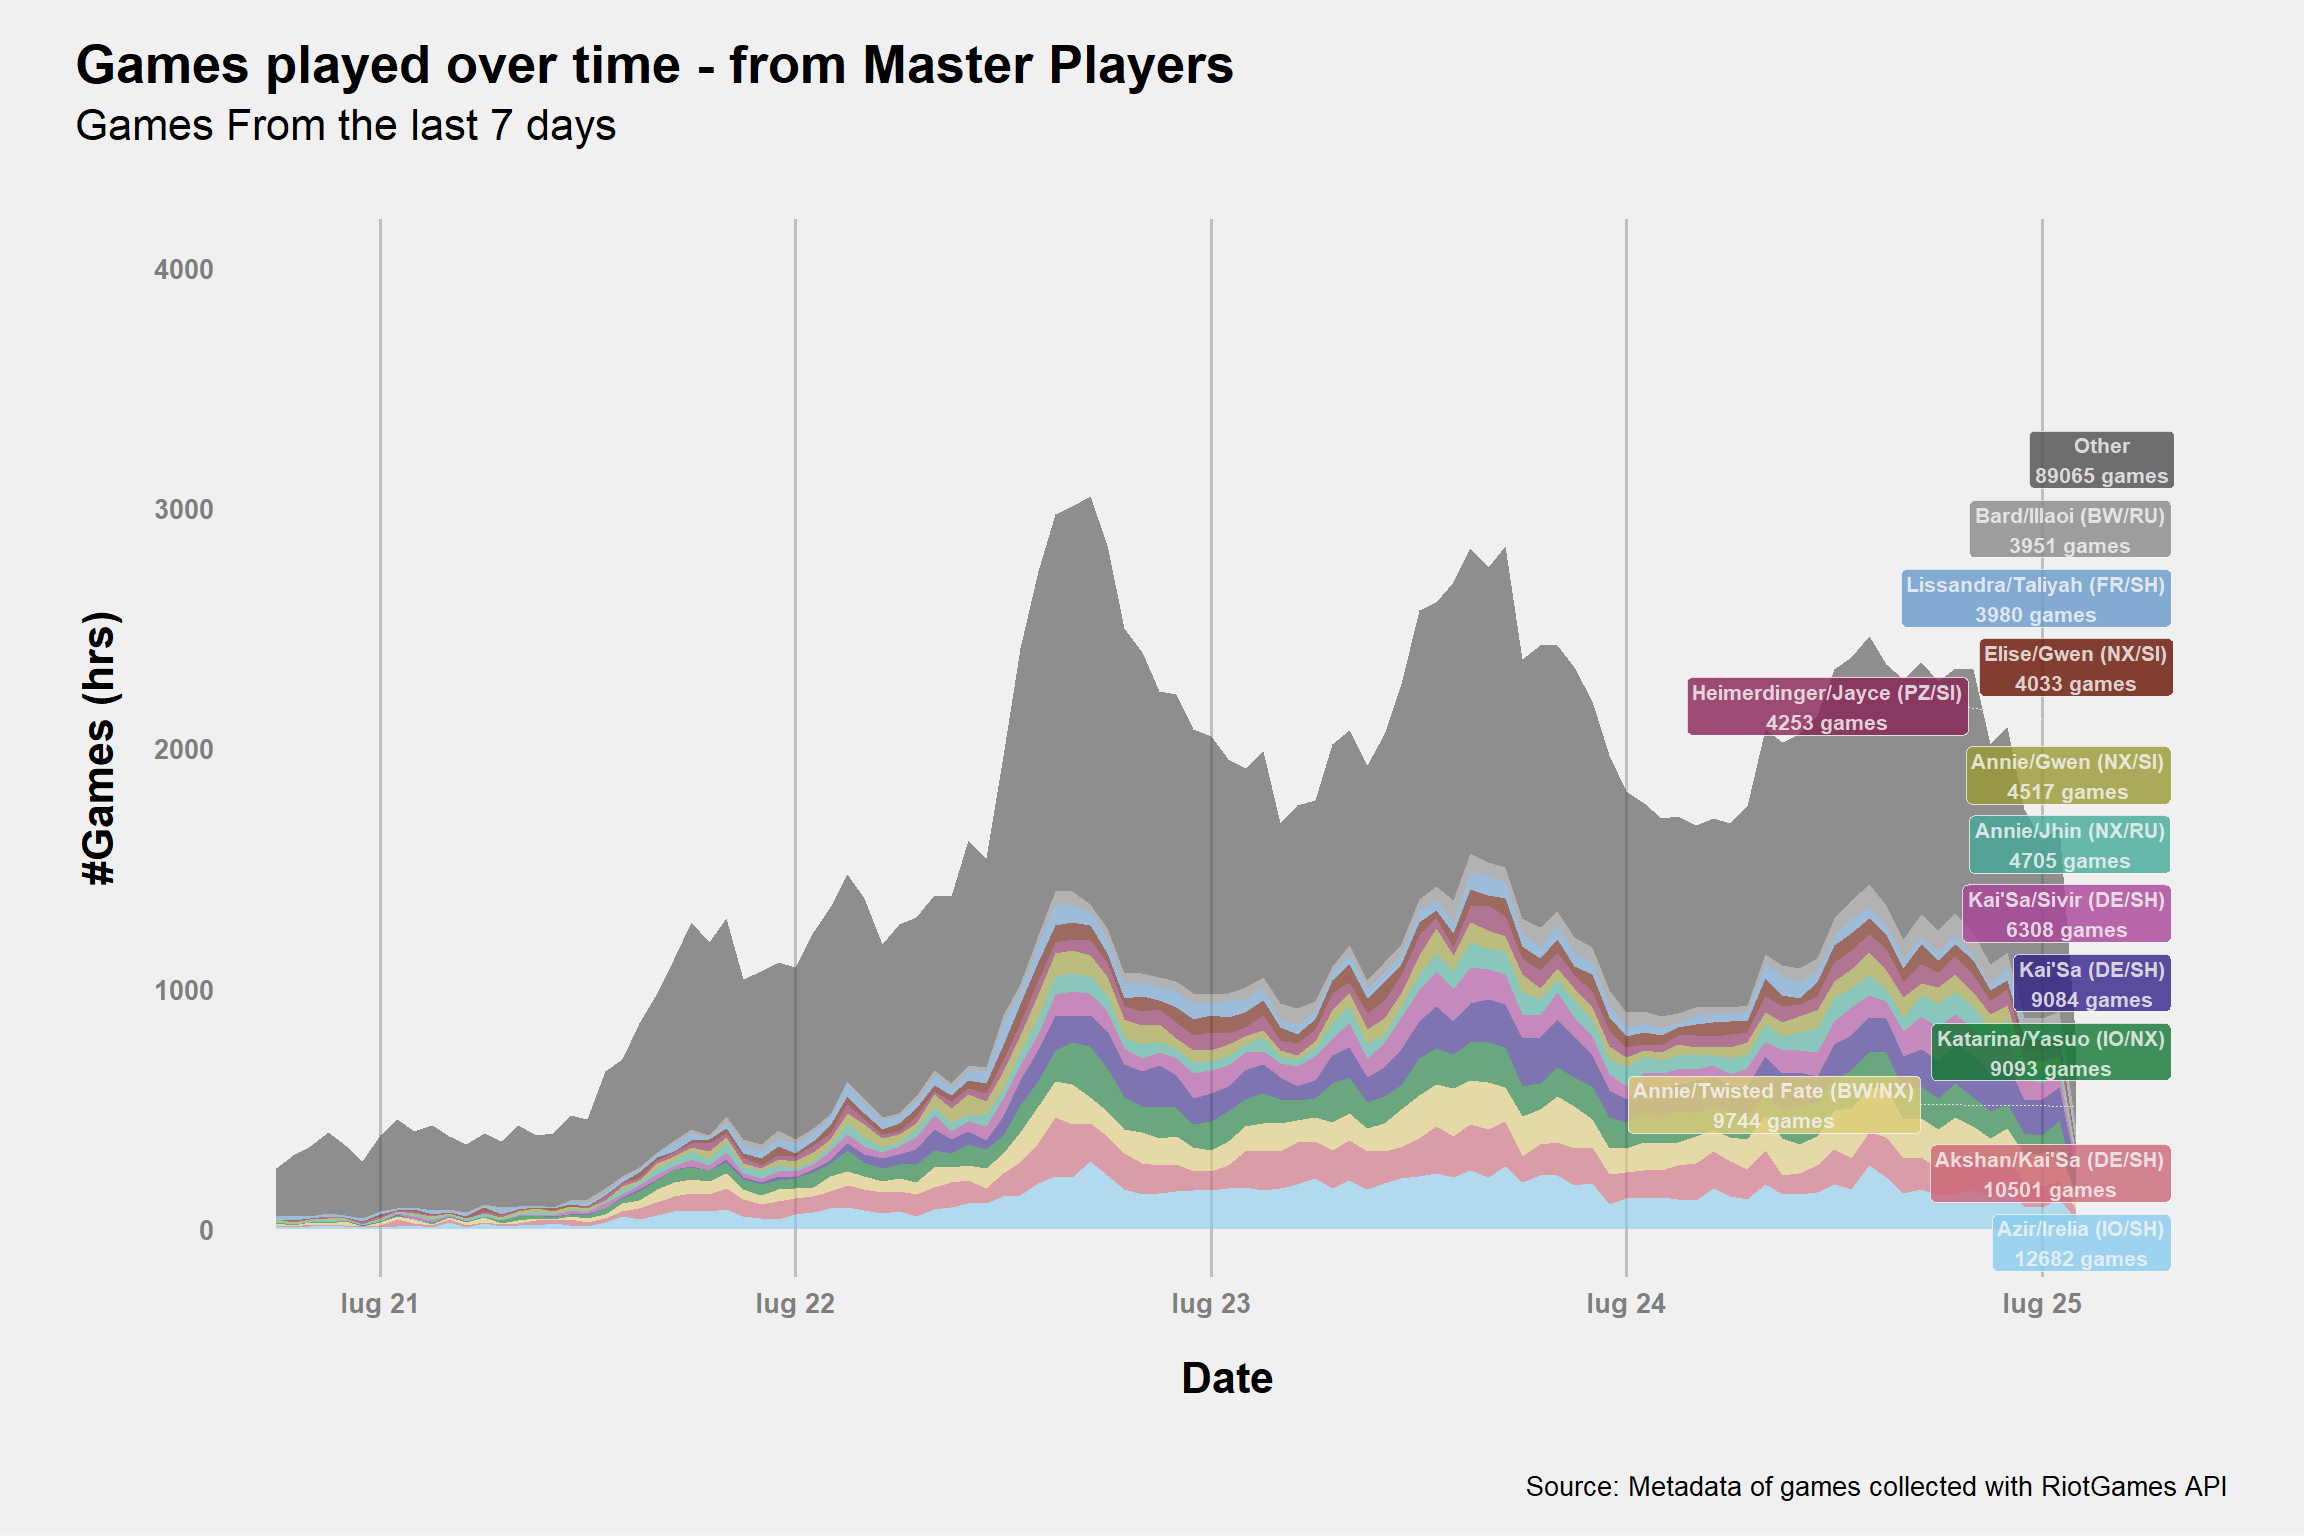 Games played over time - from Master Players
Games From the last 7 days
#Games (hrs)
4000
3000
2000
1000
0
Other
89065 games
Bard/Illaoi (BW/RU)
3951 games
Lissandra/Taliyah (FR/SH)
3980 games
Elise/Gwen (NX/SI)
4033 games
Heimerdinger/Jayce (PZ/SI)
4253 games
Annie/Gwen (NX/SI)
4517 games
Annie/Jhin (NX/RU)
4705 games
Kai'Sa/Sivir (DE/SH)
6308 games
Kai'Sa (DE/SH)
9084 games
Katarina/Yasuo (IO/NX)
9093 games
Annie/Twisted Fate (BW/NX)
9744 games
Akshan/Kai'Sa (DE/SH)
10501 games
Azir/Irelia (IO/SH)
12682 games
lug 21
lug 22
lug 23
lug 24
lug 25
Date
Source: Metadata of games collected with RiotGames API